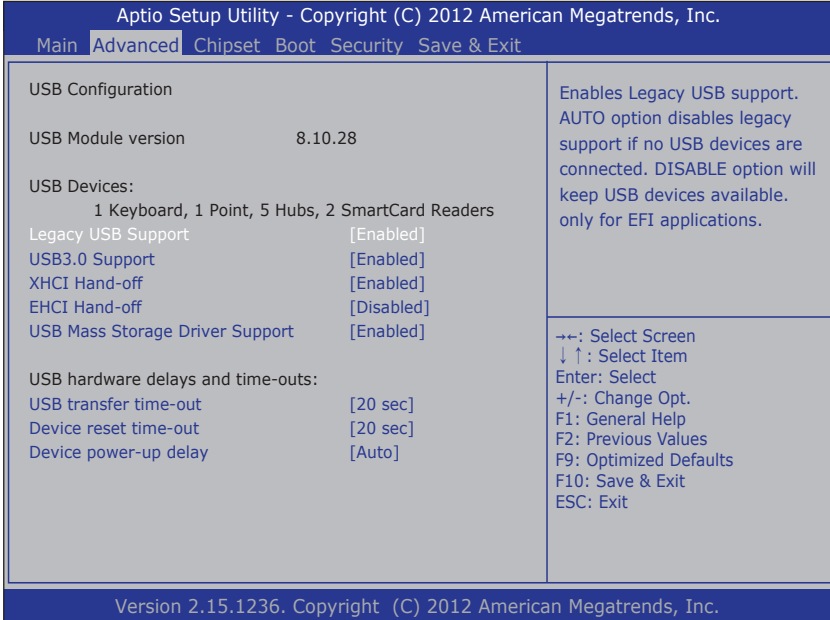 Aptio Setup Utility - Copyright (C) 2012 American Megatrends, Inc.
Main Advanced Chipset Boot Security Save & Exit
USB Configuration
USB Module version 8.10.28
USB Devices:
1 Keyboard, 1 Point, 5 Hubs, 2 SmartCard Readers
Legacy USB Support [Enabled]
USB3.0 Support [Enabled]
XHCI Hand-off [Enabled]
EHCI Hand-off [Disabled]
USB Mass Storage Driver Support [Enabled]
USB hardware delays and time-outs:
USB transfer time-out [20 sec]
Device reset time-out [20 sec]
Device power-up delay [Auto]
Enables Legacy USB support.
AUTO option disables legacy
support if no USB devices are
connected. DISABLE option will
keep USB devices available.
only for EFI applications.
→←: Select Screen
↓↑: Select Item
Enter: Select
+/-: Change Opt.
F1: General Help
F2: Previous Values
F9: Optimized Defaults
F10: Save & Exit
ESC: Exit
Version 2.15.1236. Copyright (C) 2012 American Megatrends, Inc.